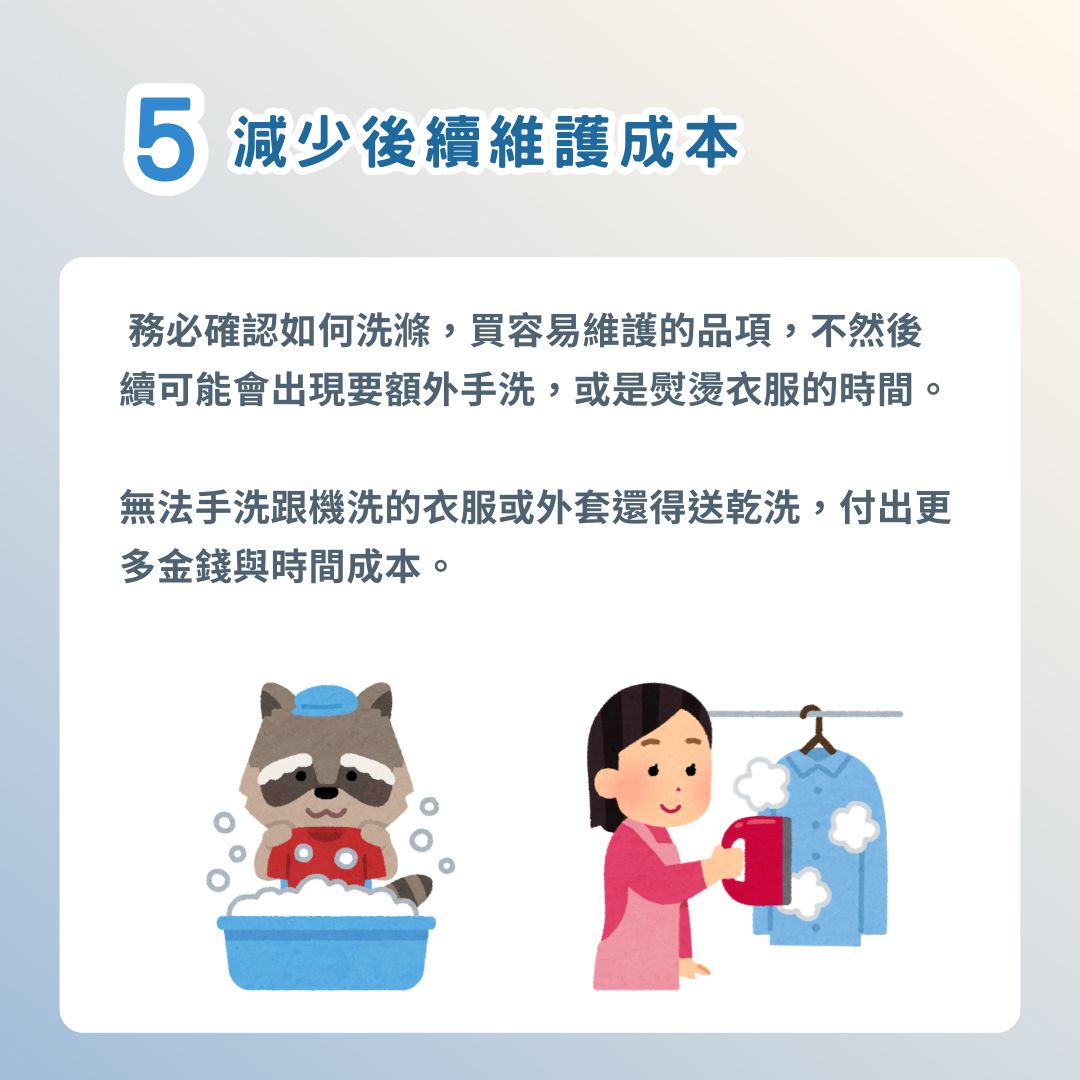 5 減少後續維護成本
務必確認如何洗滌，買容易維護的品項，不然後
續可能會出現要額外手洗，或是熨燙衣服的時間。
無法手洗跟機洗的衣服或外套還得送乾洗，付出更
多金錢與時間成本。